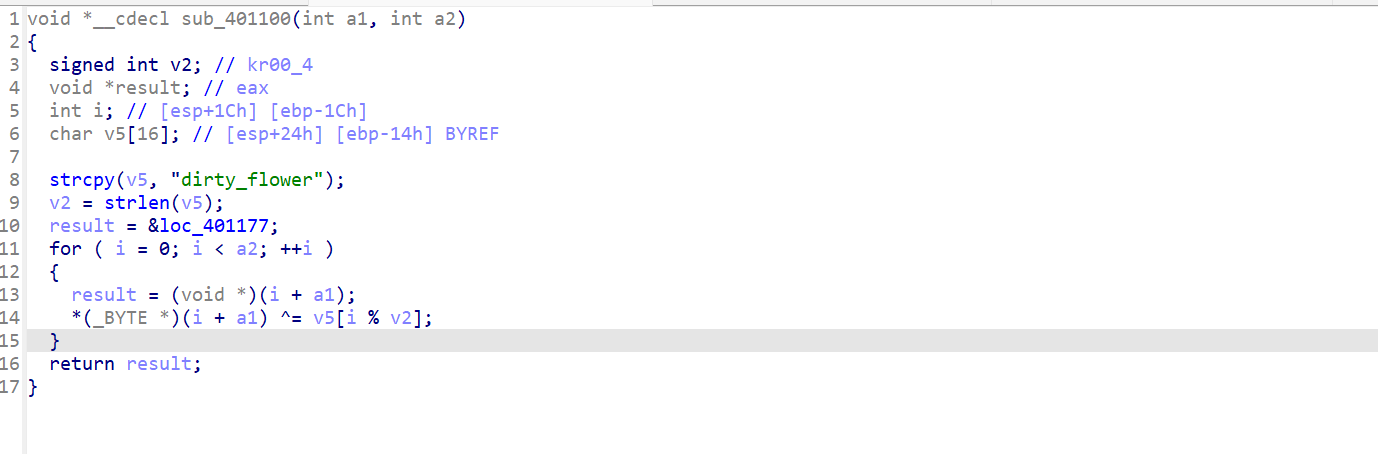 1 void *__cdecl sub_401100(int a1, int a2)
2 {
3 signed int v2; // kr00_4
4 void *result; // eax
5 int i; // [esp+1Ch] [ebp-1Ch]
6 char v5[16]; // [esp+24h] [ebp-14h] BYREF
7
8 strcpy(v5, "dirty_flower");
9 v2 = strlen(v5);
10 result = &loc_401177;
11 for ( i = 0; i < a2; ++i )
12 {
13 result = (void *)(i + a1);
14 *(_BYTE *)(i + a1) ^= v5[i % v2];
15 }
16 return result;
17 }